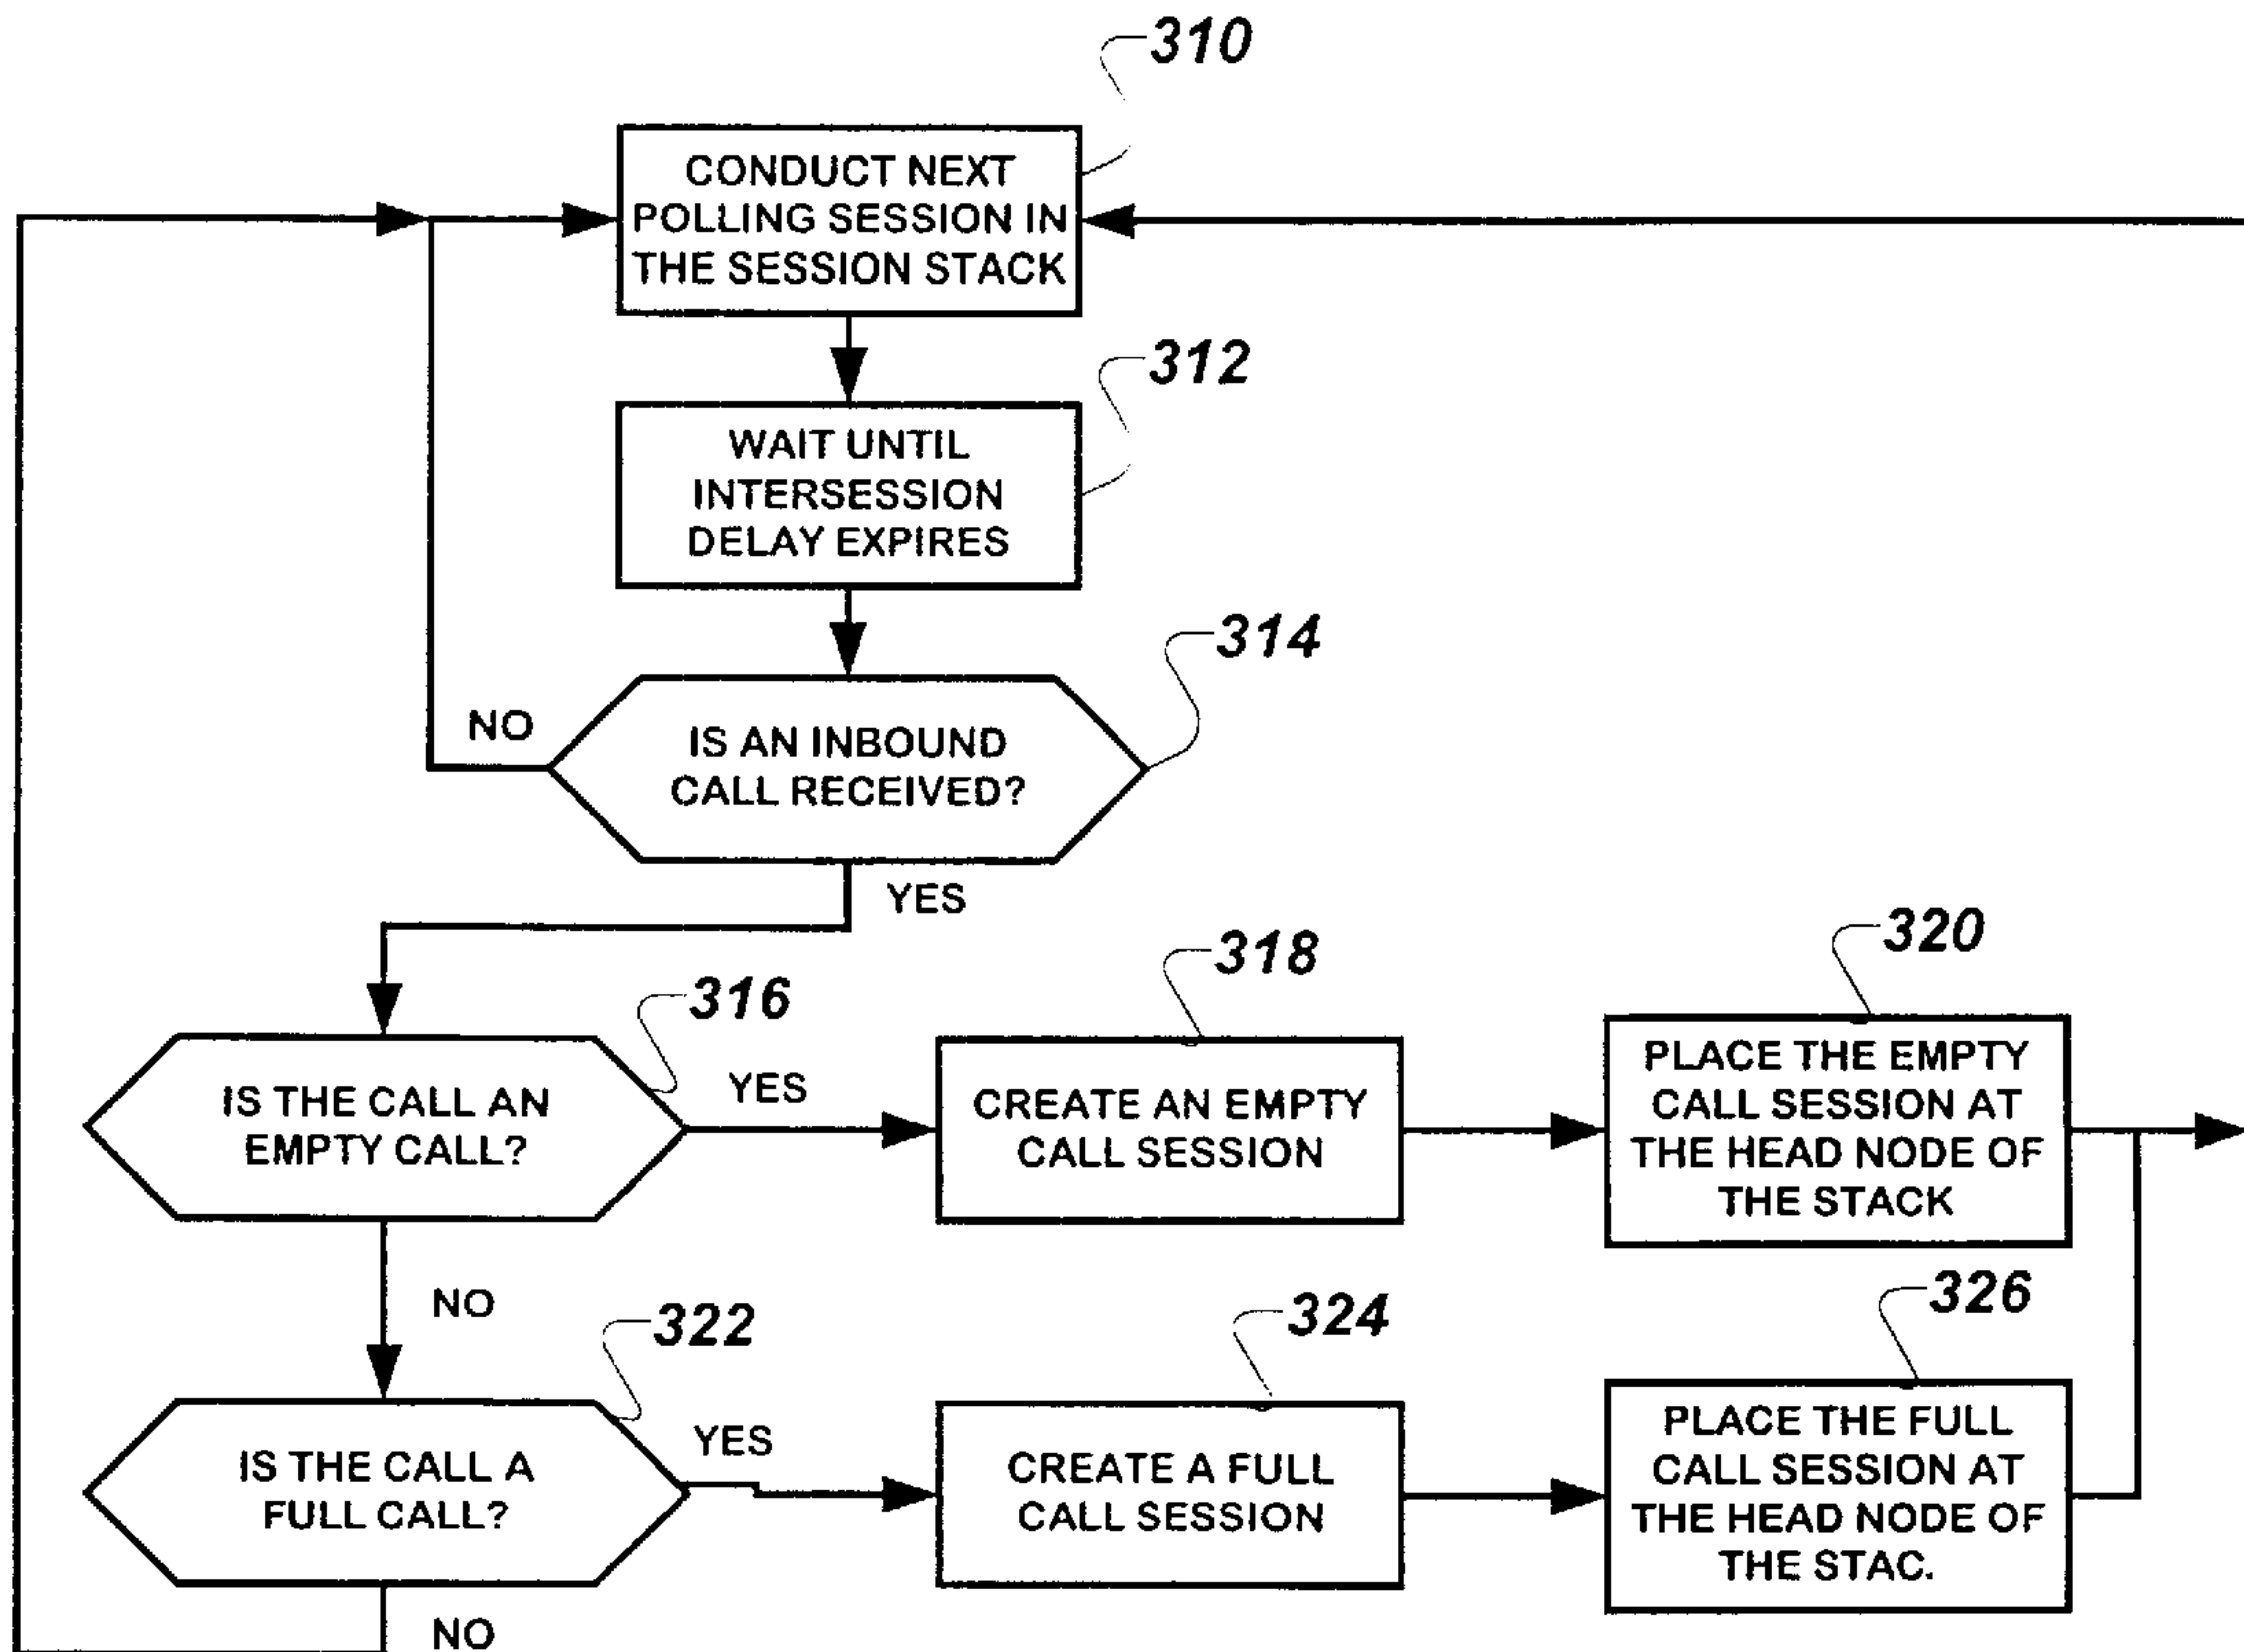 310
CONDUCT NEXT
POLLING SESSION IN
THE SESSION STACK
312
WAIT UNTIL
INTERSESSION
DELAY EXPIRES
314
NO
IS AN INBOUND
CALL RECEIVED?
YES
316
IS THE CALL AN
EMPTY CALL?
YES
318
CREATE AN EMPTY
CALL SESSION
320
PLACE THE EMPTY
CALL SESSION AT
THE HEAD NODE OF
THE STACK
NO
322
IS THE CALL A
FULL CALL?
YES
324
CREATE A FULL
CALL SESSION
326
PLACE THE FULL
CALL SESSION AT
THE HEAD NODE OF
THE STAC.
NO